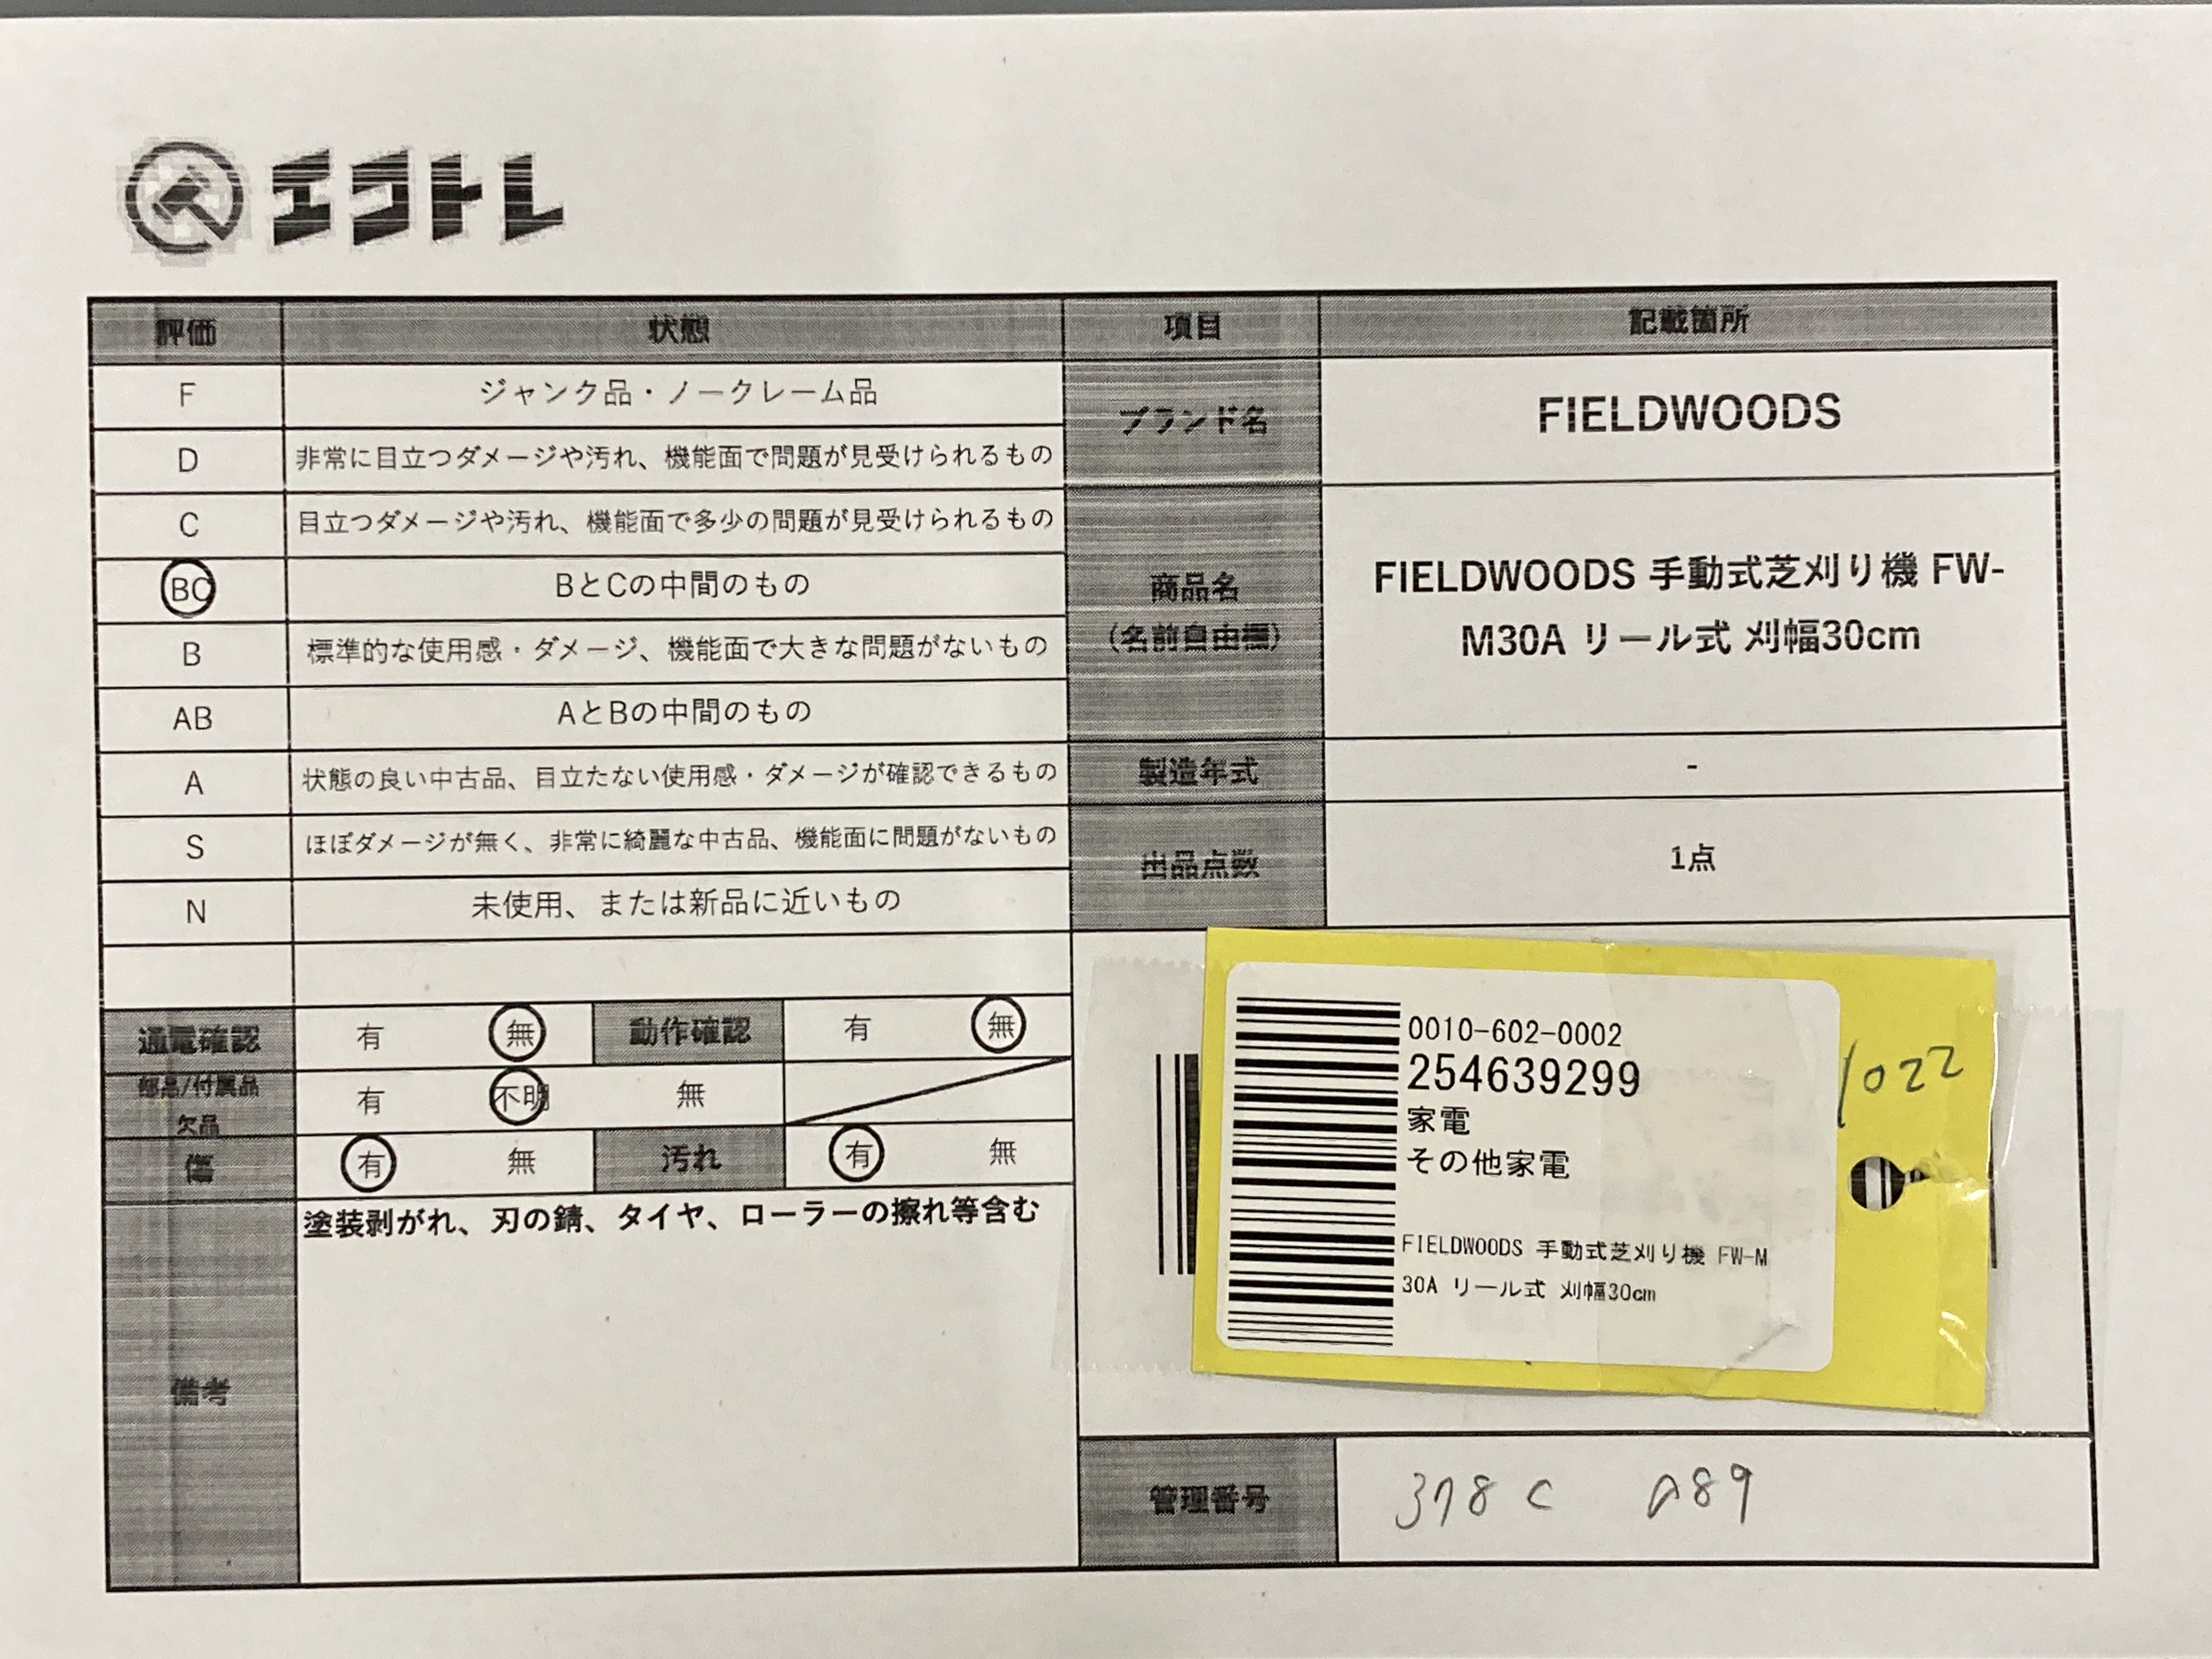 エコトレ
評価 状態 項目 記載箇所
F ジャンク品・ノークレーム品
D 非常に目立つダメージや汚れ、機能面で問題が見受けられるもの
C 目立つダメージや汚れ、機能面で多少の問題が見受けられるもの
BC BとCの中間のもの
B 標準的な使用感・ダメージ、機能面で大きな問題がないもの
AB AとBの中間のもの
A 状態の良い中古品、目立たない使用感・ダメージが確認できるもの
S ほぼダメージが無く、非常に綺麗な中古品、機能面に問題がないもの
N 未使用、または新品に近いもの
通電確認 有 無 動作確認 有 無
部品/付属品
欠品
有 不明 無
傷 有 無 汚れ 有 無
備考
塗装剥がれ、刃の錆、タイヤ、ローラーの擦れ等含む
ブランド名 FIELDWOODS
商品名
(名前自由欄)
FIELDWOODS 手動式芝刈り機 FW-
M30A リール式 刈幅30cm
製造年式 -
出品点数 1点
0010-602-0002
254639299
家電
その他家電
FIELDWOODS 手動式芝刈り機 FW-M
30A リール式 刈幅30cm
1022
管理番号 378C A89